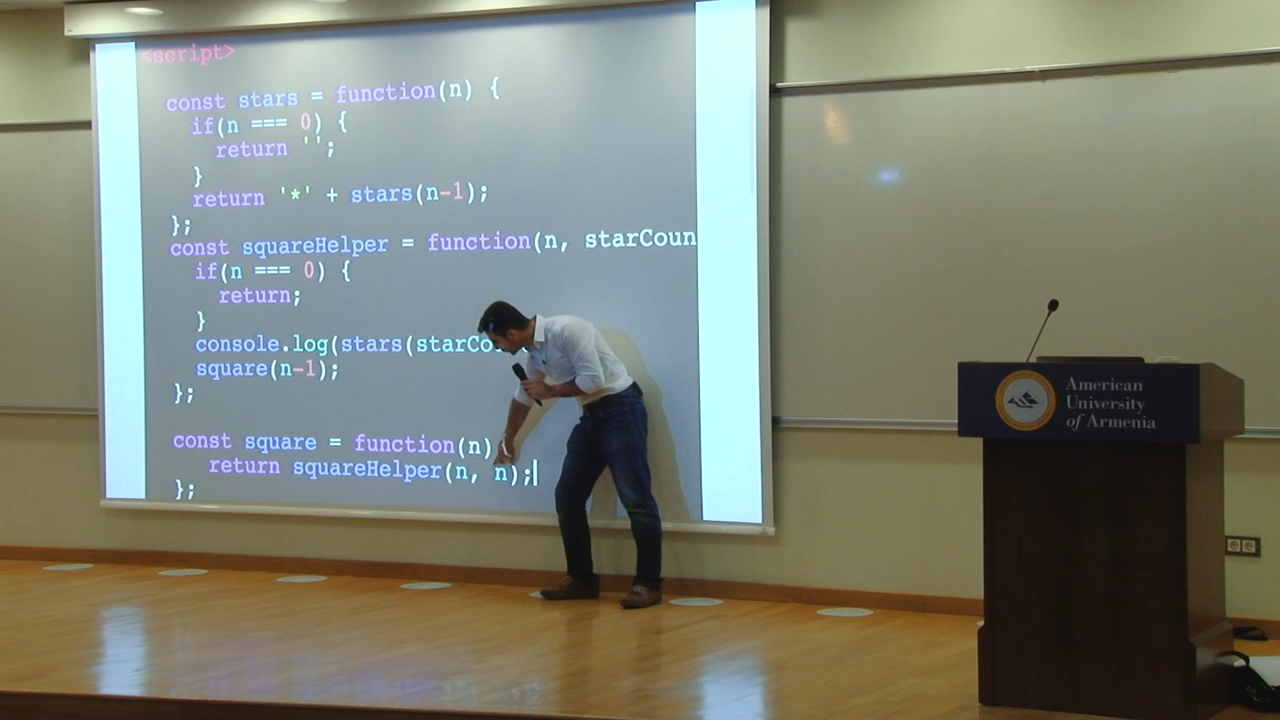 <script>
const stars = function(n) {
if(n === 0) {
return '';
}
return '*' + stars(n-1);
};
const squareHelper = function(n, starCoun
if(n === 0) {
return;
}
console.log(stars(starCo
square(n-1);
};
const square = function(n) {
return squareHelper(n, n);
};
American
University
of Armenia